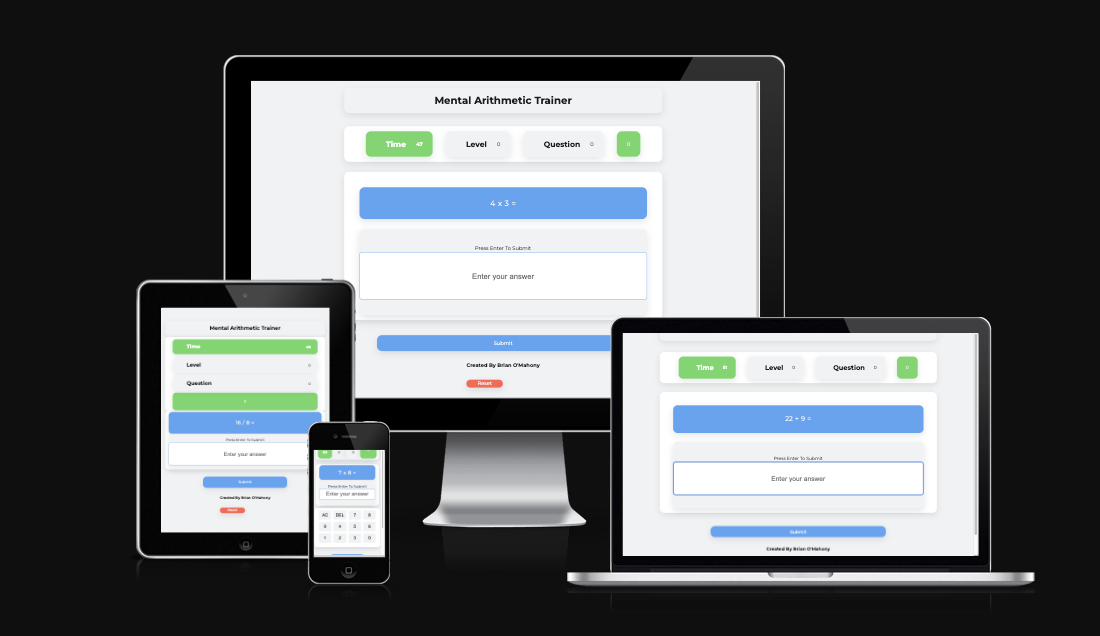 Mental Arithmetic Trainer
Time 47 Level 0 Question 0 0
4 x 3 =
Press Enter To Submit
Enter your answer
Submit
Created By Brian O'Mahony
Reset
Mental Arithmetic Trainer
Time
Level 0
Question 0
16 / 8 =
Press Enter To Submit
Enter your answer
Submit
Created By Brian O'Mahony
Reset
7 x 8 =
Press Enter To Submit
Enter your answer
AC DEL 7 8
9 4 5 6
1 2 3 0
Time Level 0 Question 0 0
22 + 9 =
Press Enter To Submit
Enter your answer
Submit
Created By Brian O'Mahony